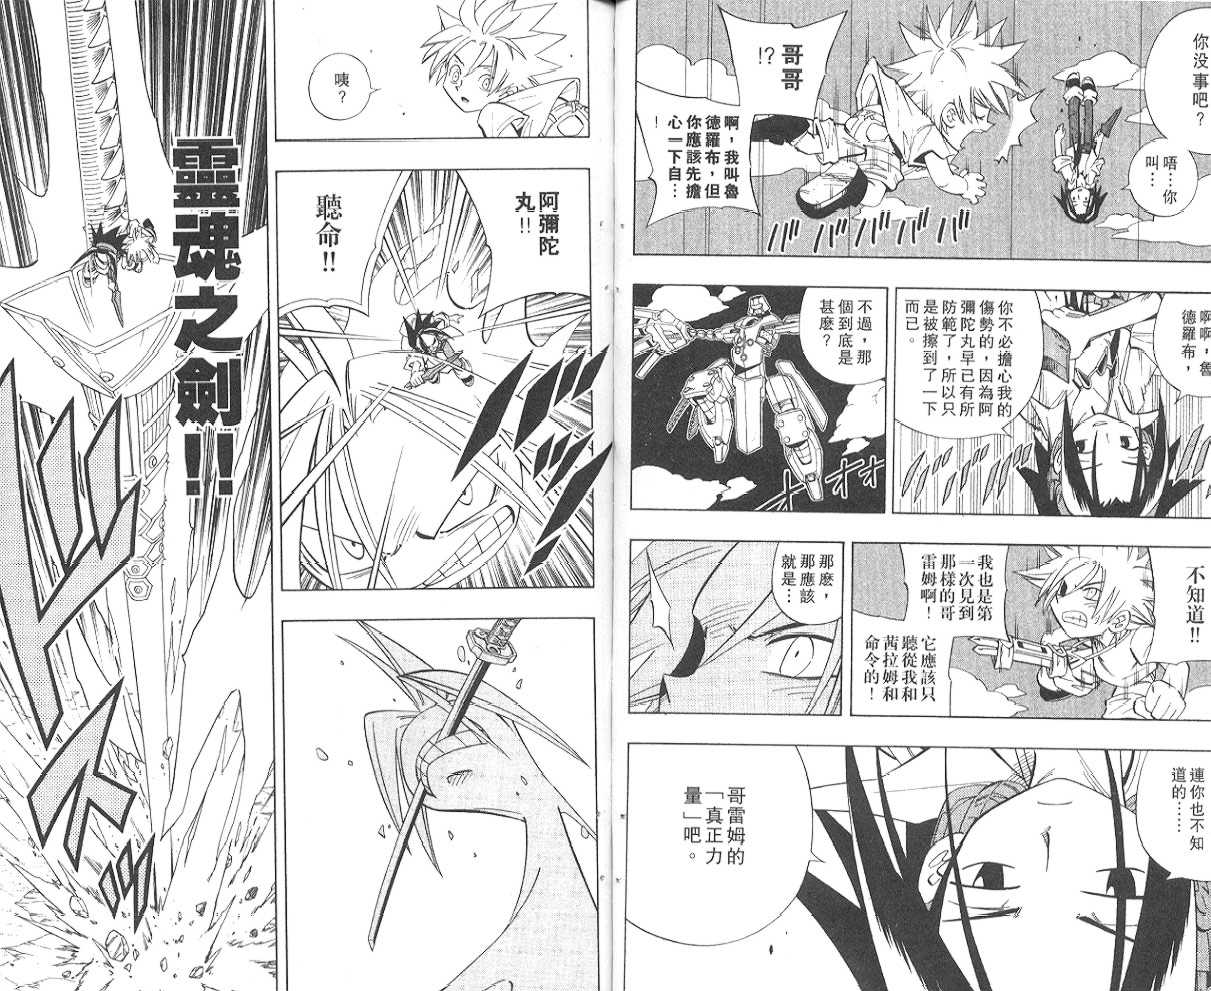 你没事吧？
唔…你
叫…
哥哥
!?
啊，我叫魯
德羅布，但
你應該先擔
心一下自…
！
啊啊，魯
德羅布，
你不必擔心我的
傷勢的，因為阿
彌陀丸早已有所
防範了，所以只
是被擦到了一下
而已。
不過，那
個到底是
甚麼？
オオオ
不知道!!
我也是第
一次見到
那樣的哥
雷姆啊！
它應該只
聽從我和
茜拉姆和
命令的！
那麼，
那應該
就是…
連你也不知
道的……
哥雷姆的
「真正力
量」吧。
咦？
阿彌陀
丸!!
聽命!!
靈魂之劍!!